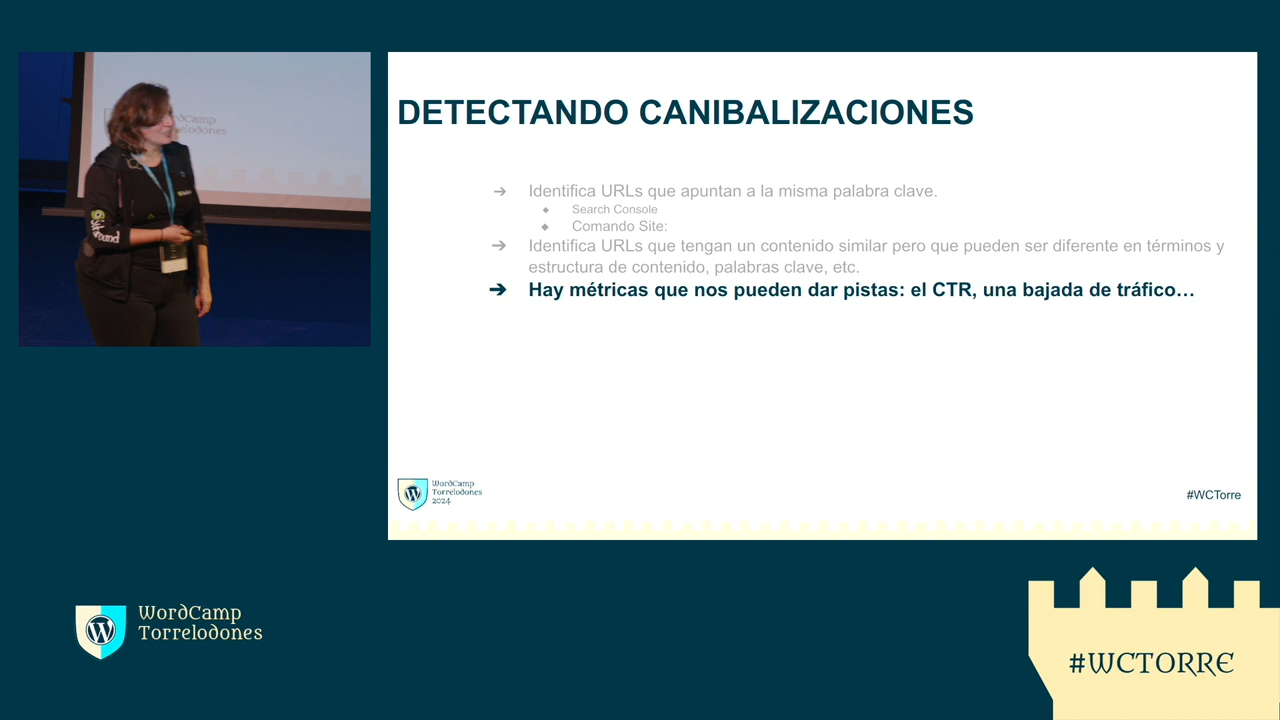 DETECTANDO CANIBALIZACIONES
➔ Identifica URLs que apuntan a la misma palabra clave.
◆ Search Console
◆ Comando Site:
➔ Identifica URLs que tengan un contenido similar pero que pueden ser diferente en términos y
estructura de contenido, palabras clave, etc.
➔ Hay métricas que nos pueden dar pistas: el CTR, una bajada de tráfico…
WordCamp
Torrelodones
2024
#WCTorre
WordCamp
Torrelodones
#WCTORRE